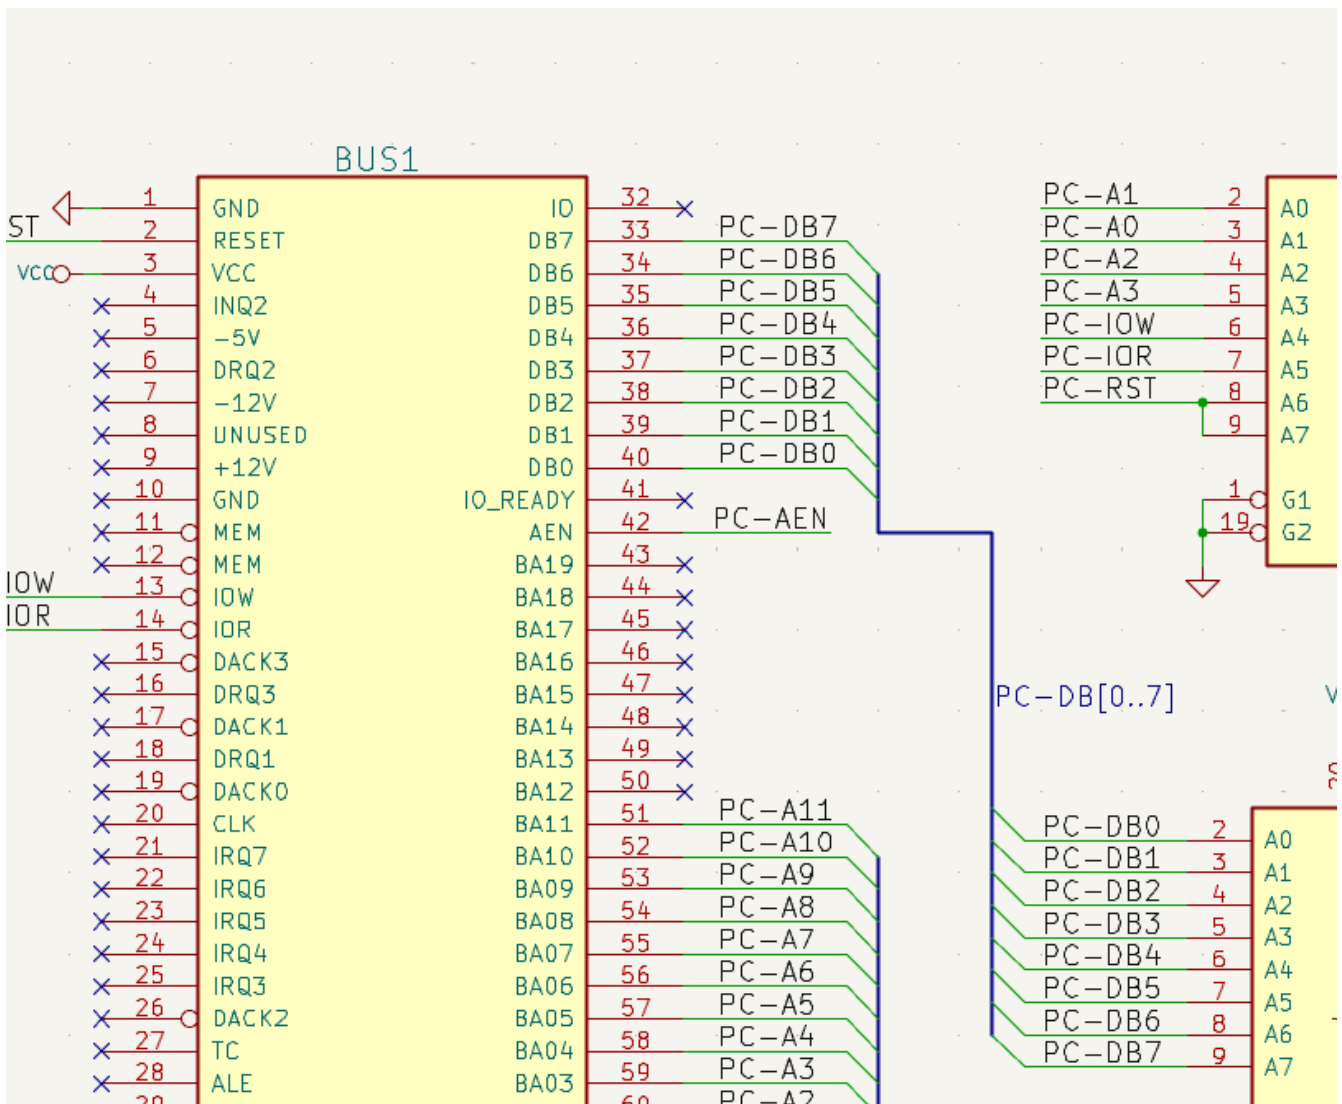 BUS1
ST
VCC
1 GND
2 RESET
3 VCC
4 INQ2
5 -5V
6 DRQ2
7 -12V
8 UNUSED
9 +12V
10 GND
11 MEM
12 MEM
IOW 13 IOW
IOR 14 IOR
15 DACK3
16 DRQ3
17 DACK1
18 DRQ1
19 DACK0
20 CLK
21 IRQ7
22 IRQ6
23 IRQ5
24 IRQ4
25 IRQ3
26 DACK2
27 TC
28 ALE
29
IO 32
DB7 33 PC-DB7
DB6 34 PC-DB6
DB5 35 PC-DB5
DB4 36 PC-DB4
DB3 37 PC-DB3
DB2 38 PC-DB2
DB1 39 PC-DB1
DB0 40 PC-DB0
IO_READY 41
AEN 42 PC-AEN
BA19 43
BA18 44
BA17 45
BA16 46
BA15 47
BA14 48
BA13 49
BA12 50
BA11 51 PC-A11
BA10 52 PC-A10
BA09 53 PC-A9
BA08 54 PC-A8
BA07 55 PC-A7
BA06 56 PC-A6
BA05 57 PC-A5
BA04 58 PC-A4
BA03 59 PC-A3
60 PC-A2
PC-A1 2 A0
PC-A0 3 A1
PC-A2 4 A2
PC-A3 5 A3
PC-IOW 6 A4
PC-IOR 7 A5
PC-RST 8 A6
9 A7
1 G1
19 G2
PC-DB[0..7]
V
20
PC-DB0 2 A0
PC-DB1 3 A1
PC-DB2 4 A2
PC-DB3 5 A3
PC-DB4 6 A4
PC-DB5 7 A5
PC-DB6 8 A6
PC-DB7 9 A7